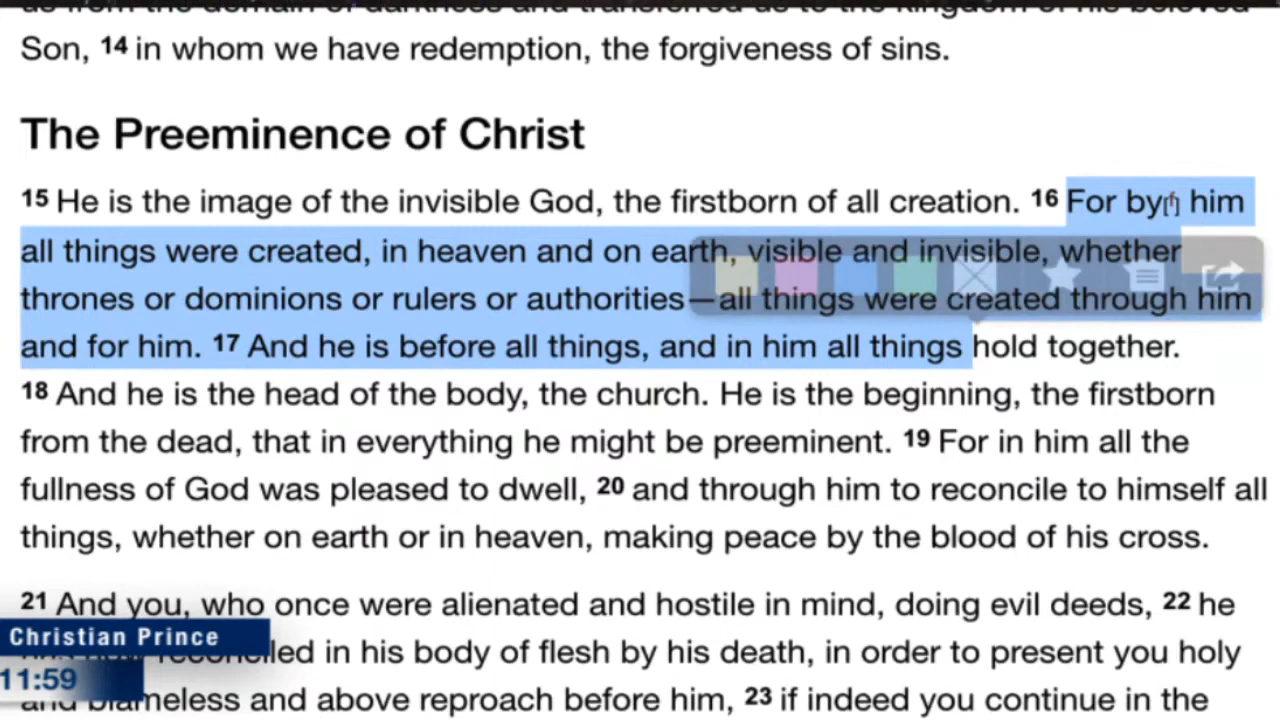 Son, 14 in whom we have redemption, the forgiveness of sins.
The Preeminence of Christ
15 He is the image of the invisible God, the firstborn of all creation. 16 For by[f] him
all things were created, in heaven and on earth, visible and invisible, whether
thrones or dominions or rulers or authorities—all things were created through him
and for him. 17 And he is before all things, and in him all things hold together.
18 And he is the head of the body, the church. He is the beginning, the firstborn
from the dead, that in everything he might be preeminent. 19 For in him all the
fullness of God was pleased to dwell, 20 and through him to reconcile to himself all
things, whether on earth or in heaven, making peace by the blood of his cross.
21 And you, who once were alienated and hostile in mind, doing evil deeds, 22 he
Christian Prince
in his body of flesh by his death, in order to present you holy
11:59
and above reproach before him, 23 if indeed you continue in the